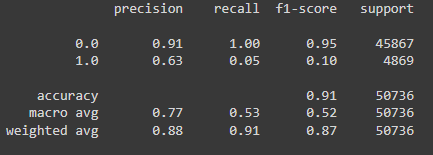 precision recall f1-score support
0.0 0.91 1.00 0.95 45867
1.0 0.63 0.05 0.10 4869
accuracy 0.91 50736
macro avg 0.77 0.53 0.52 50736
weighted avg 0.88 0.91 0.87 50736